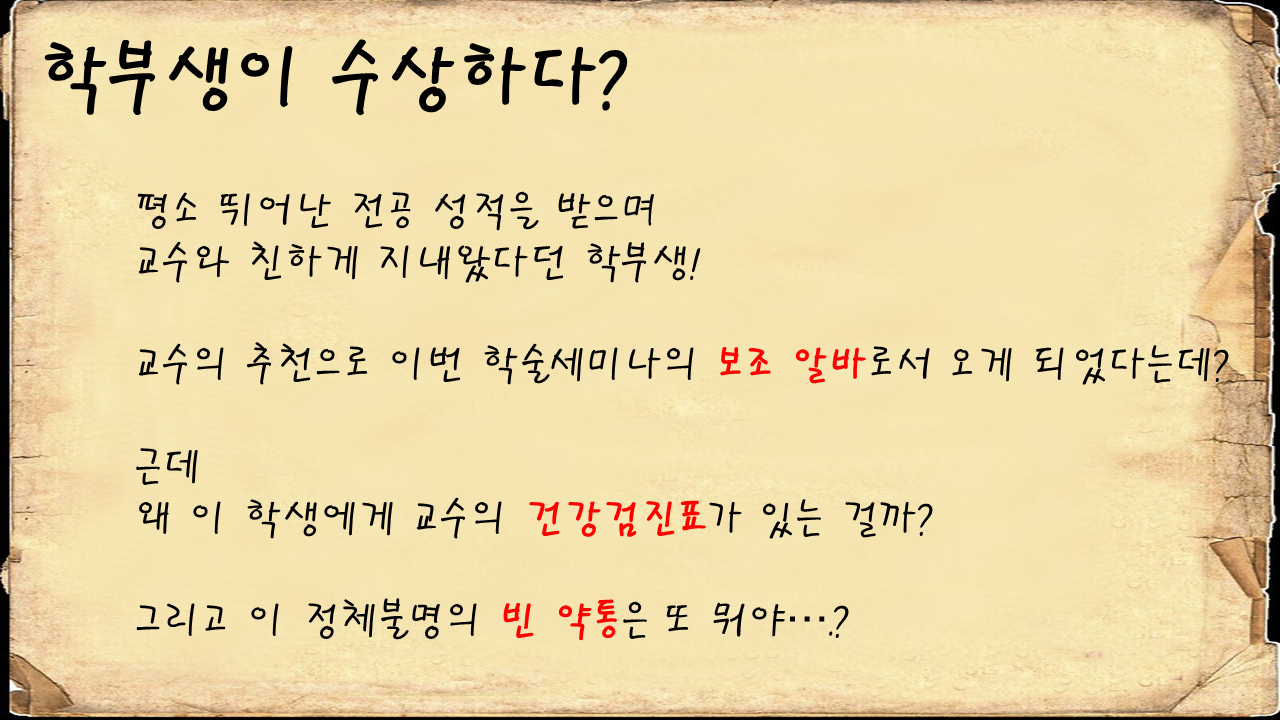 학부생이 수상하다?
평소 뛰어난 전공 성적을 받으며
교수와 친하게 지내왔다던 학부생!
교수의 추천으로 이번 학술세미나의 보조 알바로서 오게 되었다는데?
근데
왜 이 학생에게 교수의 건강검진표가 있는 걸까?
그리고 이 정체불명의 빈 약통은 또 뭐야….?